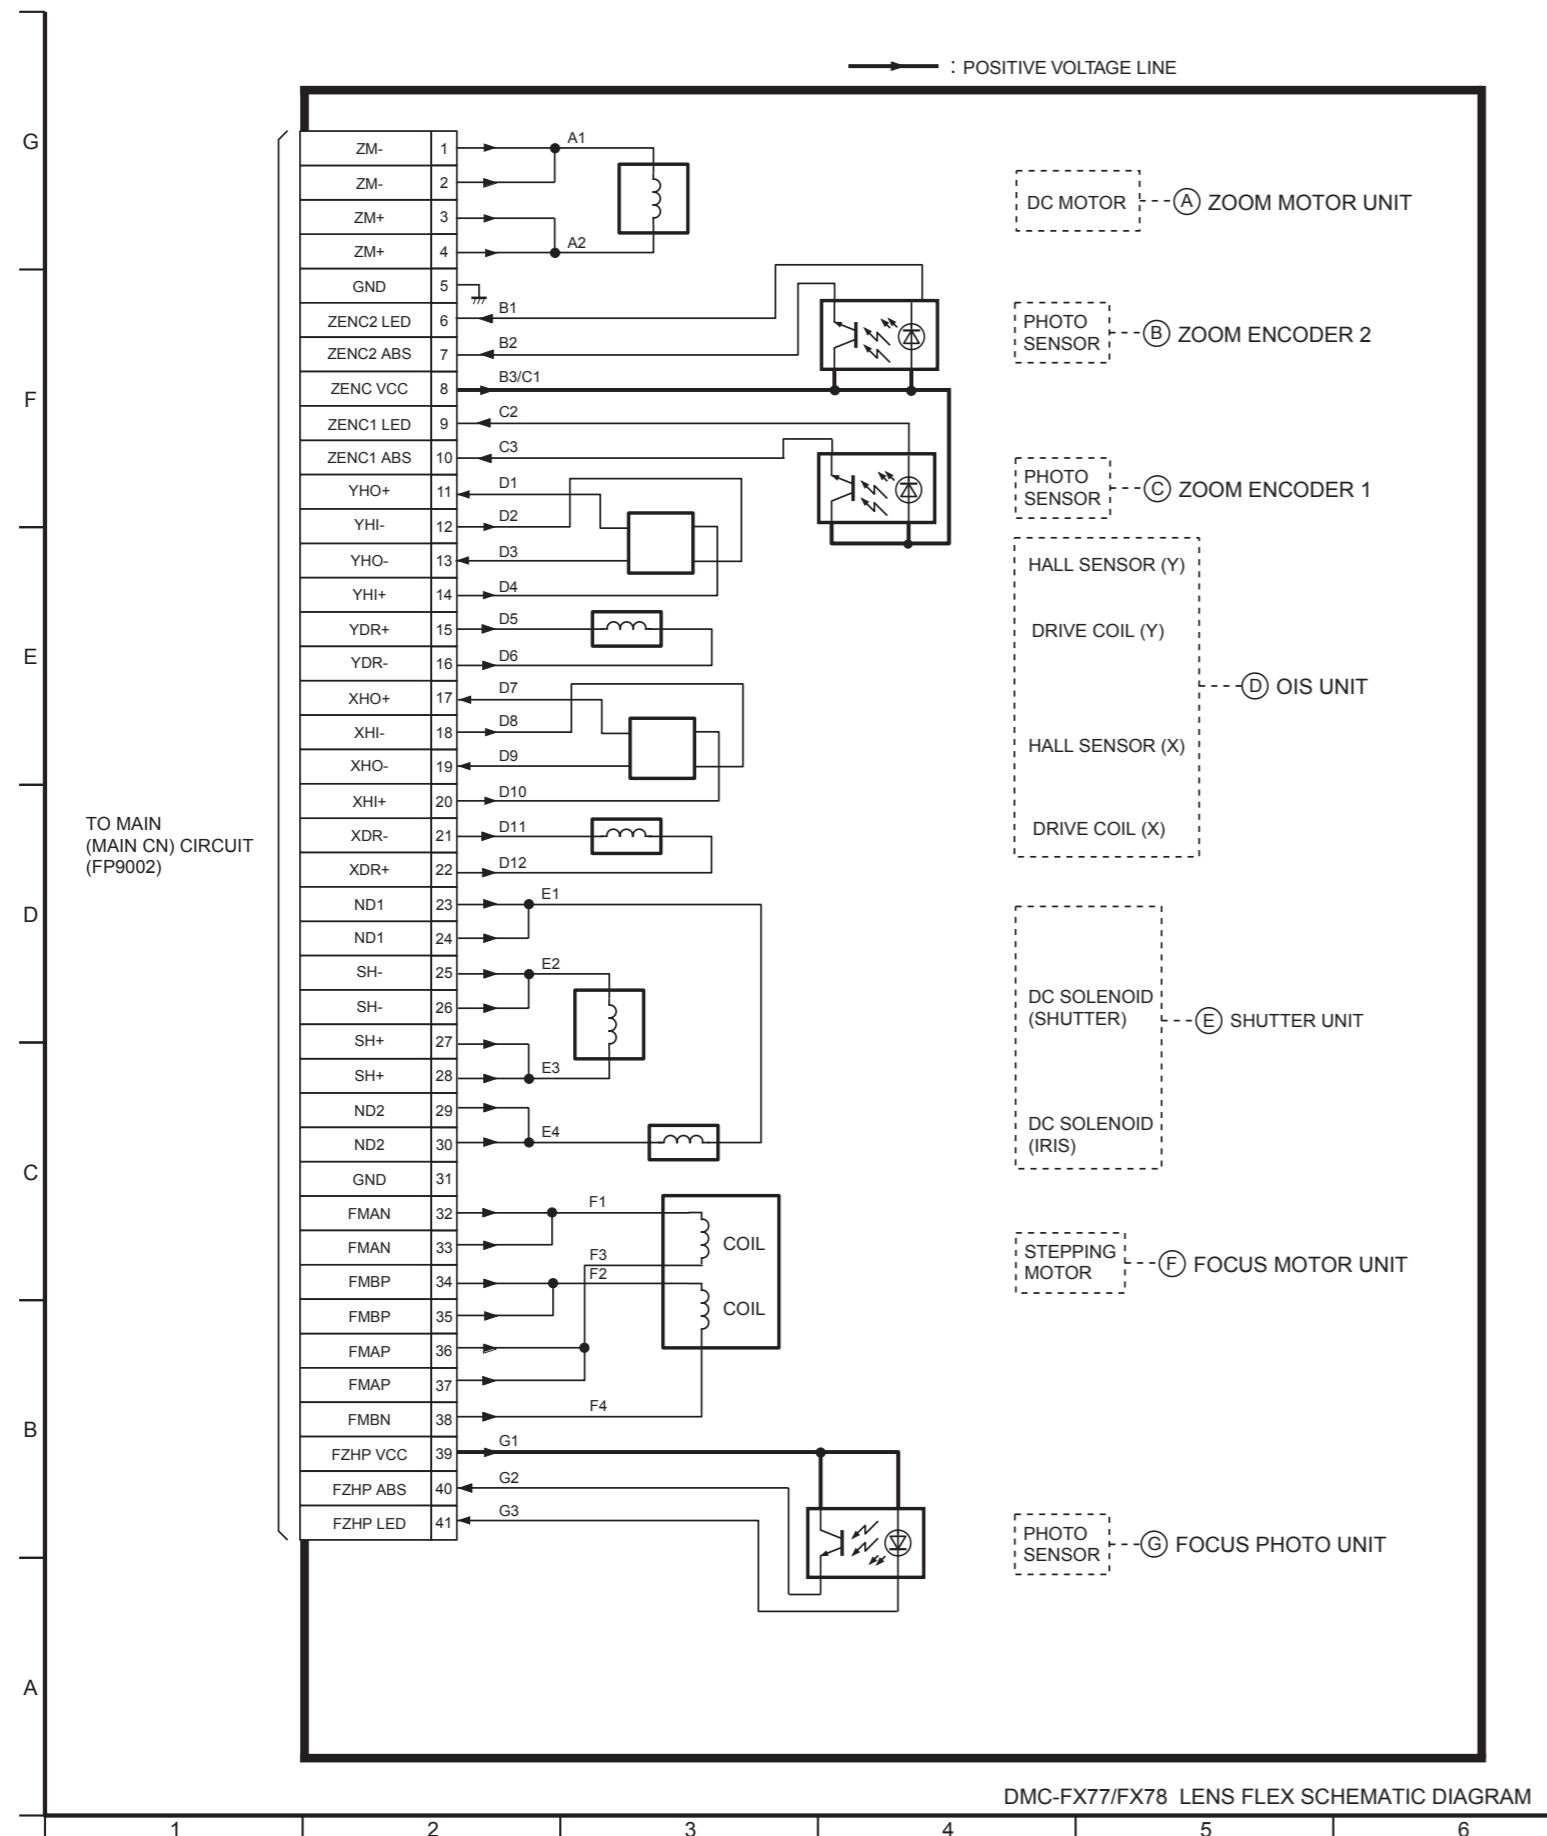 : POSITIVE VOLTAGE LINE
G
F
E
D
C
B
A
TO MAIN
(MAIN CN) CIRCUIT
(FP9002)
ZM- 1 A1
ZM- 2
ZM+ 3
ZM+ 4 A2
GND 5
ZENC2 LED 6 B1
ZENC2 ABS 7 B2
ZENC VCC 8 B3/C1
ZENC1 LED 9 C2
ZENC1 ABS 10 C3
YHO+ 11 D1
YHI- 12 D2
YHO- 13 D3
YHI+ 14 D4
YDR+ 15 D5
YDR- 16 D6
XHO+ 17 D7
XHI- 18 D8
XHO- 19 D9
XHI+ 20 D10
XDR- 21 D11
XDR+ 22 D12
ND1 23 E1
ND1 24
SH- 25 E2
SH- 26
SH+ 27
SH+ 28 E3
ND2 29
ND2 30 E4
GND 31
FMAN 32 F1
FMAN 33 F3
FMBP 34 F2
FMBP 35
FMAP 36
FMAP 37
FMBN 38 F4
FZHP VCC 39 G1
FZHP ABS 40 G2
FZHP LED 41 G3
COIL
COIL
DC MOTOR A ZOOM MOTOR UNIT
PHOTO
SENSOR B ZOOM ENCODER 2
PHOTO
SENSOR C ZOOM ENCODER 1
HALL SENSOR (Y)
DRIVE COIL (Y)
D OIS UNIT
HALL SENSOR (X)
DRIVE COIL (X)
DC SOLENOID
(SHUTTER) E SHUTTER UNIT
DC SOLENOID
(IRIS)
STEPPING
MOTOR F FOCUS MOTOR UNIT
PHOTO
SENSOR G FOCUS PHOTO UNIT
DMC-FX77/FX78 LENS FLEX SCHEMATIC DIAGRAM
1 2 3 4 5 6